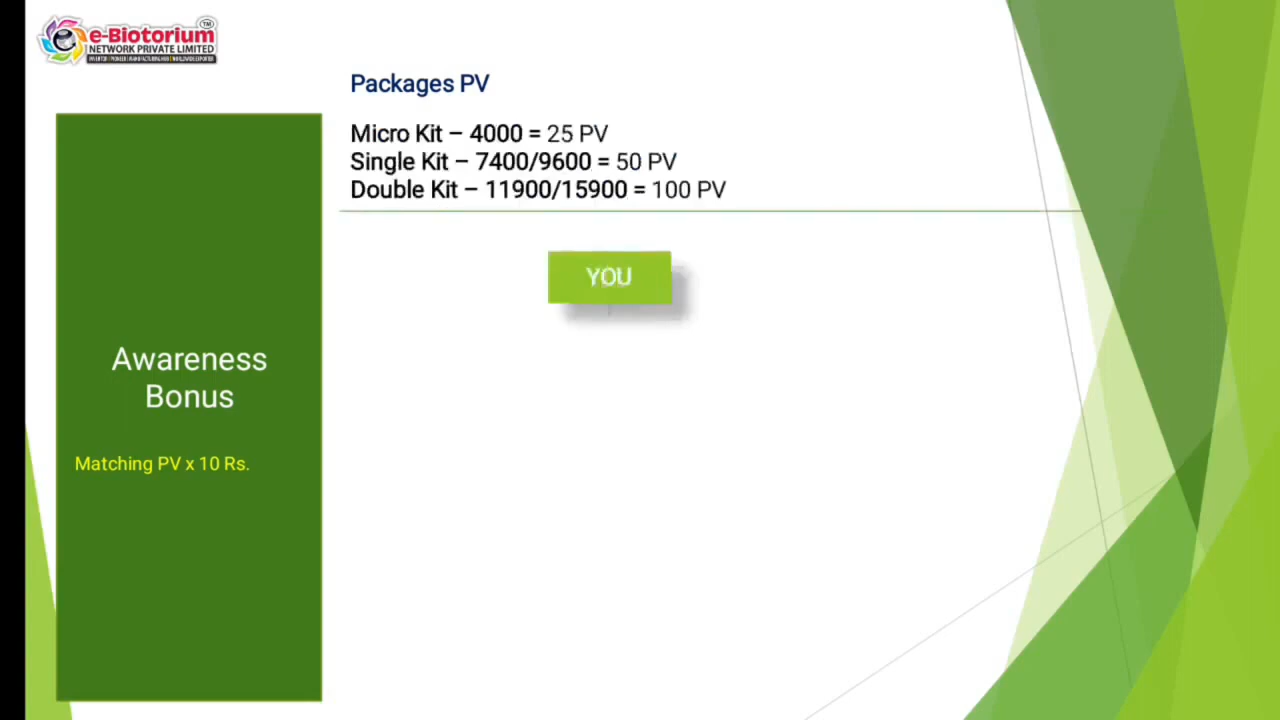 e-Biotorium
TM
NETWORK PRIVATE LIMITED
Packages PV
Micro Kit – 4000 = 25 PV
Single Kit – 7400/9600 = 50 PV
Double Kit – 11900/15900 = 100 PV
YOU
Awareness
Bonus
Matching PV x 10 Rs.